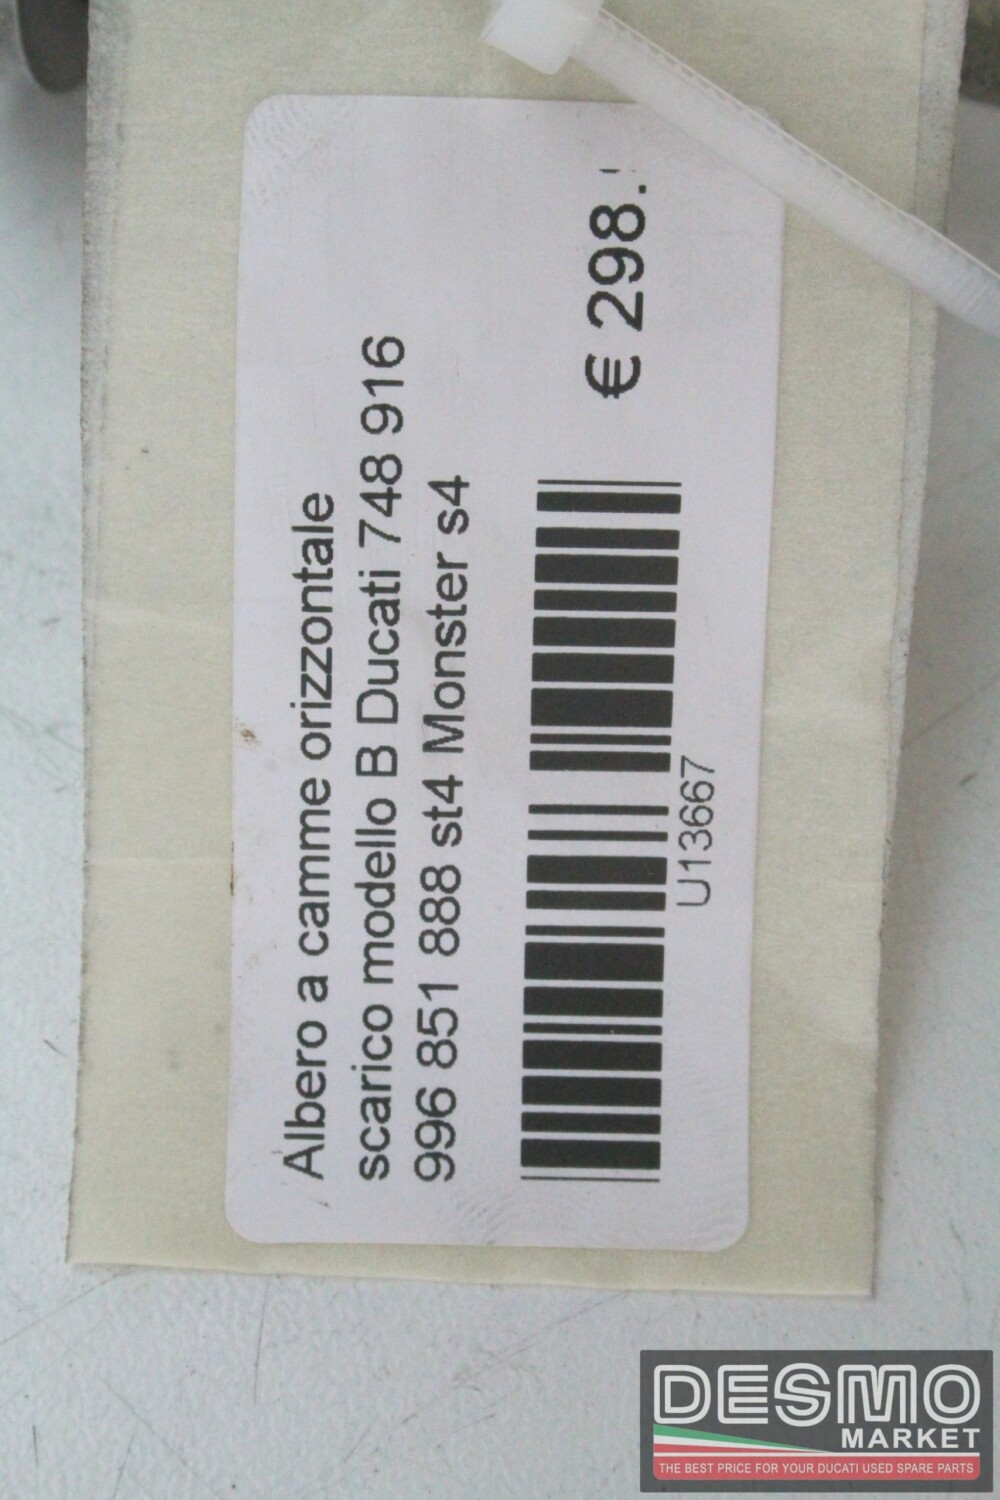 Albero a camme orizzontale
scarico modello B Ducati 748 916
996 851 888 st4 Monster s4
€ 298.
U13667
DESMO
MARKET
THE BEST PRICE FOR YOUR DUCATI USED SPARE PARTS